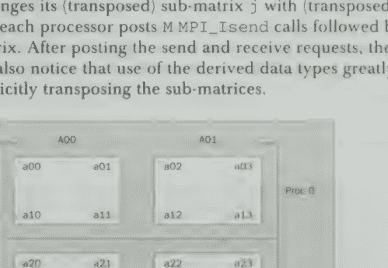 nges its (transposed) sub-matrix j with (transposed
each processor posts M MPI_Isend calls followed b
rix. After posting the send and receive requests, the
also notice that use of the derived data types greatly
icitly transposing the sub-matrices.
A00 A01
a00 a01 a02 a03
Proc 0
a10 a11 a12 a13
a20 a21 a22 a23